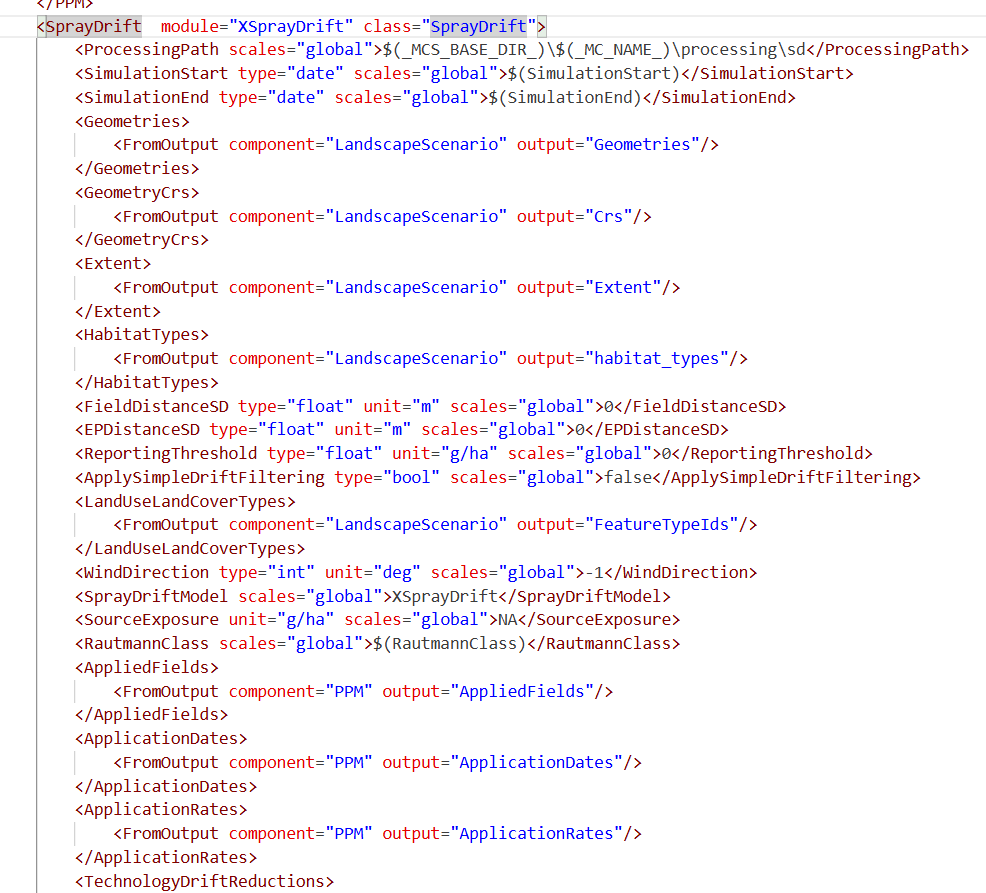 </PPM>
<SprayDrift  module="XSprayDrift" class="SprayDrift">
<ProcessingPath scales="global">$(_MCS_BASE_DIR_)\$(_MC_NAME_)\processing\sd</ProcessingPath>
<SimulationStart type="date" scales="global">$(SimulationStart)</SimulationStart>
<SimulationEnd type="date" scales="global">$(SimulationEnd)</SimulationEnd>
<Geometries>
<FromOutput component="LandscapeScenario" output="Geometries"/>
</Geometries>
<GeometryCrs>
<FromOutput component="LandscapeScenario" output="Crs"/>
</GeometryCrs>
<Extent>
<FromOutput component="LandscapeScenario" output="Extent"/>
</Extent>
<HabitatTypes>
<FromOutput component="LandscapeScenario" output="habitat_types"/>
</HabitatTypes>
<FieldDistanceSD type="float" unit="m" scales="global">0</FieldDistanceSD>
<EPDistanceSD type="float" unit="m" scales="global">0</EPDistanceSD>
<ReportingThreshold type="float" unit="g/ha" scales="global">0</ReportingThreshold>
<ApplySimpleDriftFiltering type="bool" scales="global">false</ApplySimpleDriftFiltering>
<LandUseLandCoverTypes>
<FromOutput component="LandscapeScenario" output="FeatureTypeIds"/>
</LandUseLandCoverTypes>
<WindDirection type="int" unit="deg" scales="global">-1</WindDirection>
<SprayDriftModel scales="global">XSprayDrift</SprayDriftModel>
<SourceExposure unit="g/ha" scales="global">NA</SourceExposure>
<RautmannClass scales="global">$(RautmannClass)</RautmannClass>
<AppliedFields>
<FromOutput component="PPM" output="AppliedFields"/>
</AppliedFields>
<ApplicationDates>
<FromOutput component="PPM" output="ApplicationDates"/>
</ApplicationDates>
<ApplicationRates>
<FromOutput component="PPM" output="ApplicationRates"/>
</ApplicationRates>
<TechnologyDriftReductions>